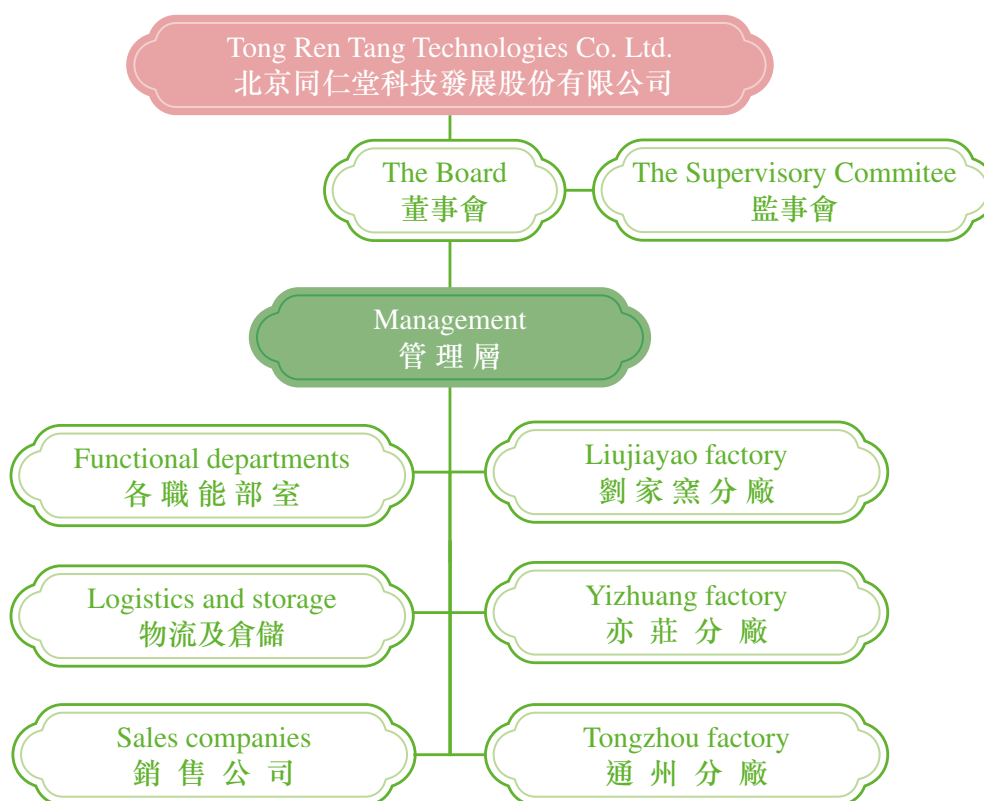 Tong Ren Tang Technologies Co. Ltd.
北京同仁堂科技發展股份有限公司
The Board
董事會
The Supervisory Commitee
監事會
Management
管理層
Functional departments
各職能部室
Liujiayao factory
劉家窯分廠
Logistics and storage
物流及倉儲
Yizhuang factory
亦莊分廠
Sales companies
銷售公司
Tongzhou factory
通州分廠